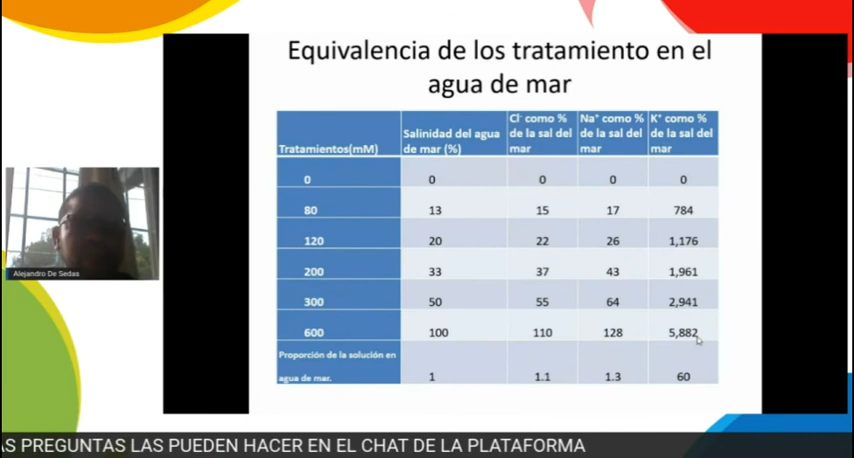 Equivalencia de los tratamiento en el
agua de mar
Tratamientos(mM) Salinidad del agua de mar (%) Cl⁻ como % de la sal del mar Na⁺ como % de la sal del mar K⁺ como % de la sal del mar
0 0 0 0 0
80 13 15 17 784
120 20 22 26 1,176
200 33 37 43 1,961
300 50 55 64 2,941
600 100 110 128 5,882
Proporción de la solución en agua de mar. 1 1.1 1.3 60
Alejandro De Sedas
AS PREGUNTAS LAS PUEDEN HACER EN EL CHAT DE LA PLATAFORMA